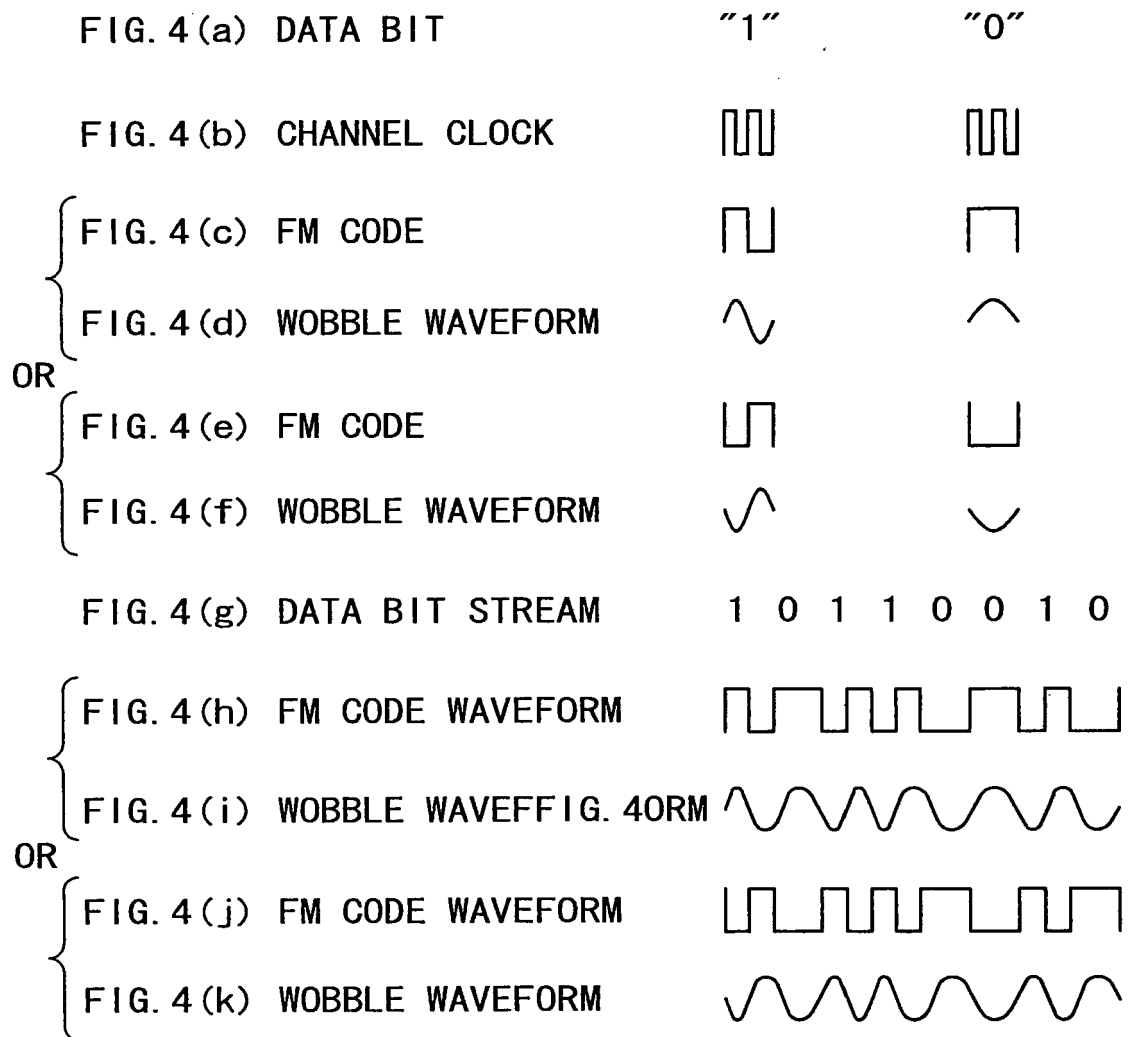 FIG. 4(a) DATA BIT "1" "0"
FIG. 4(b) CHANNEL CLOCK
FIG. 4(c) FM CODE
FIG. 4(d) WOBBLE WAVEFORM
OR
FIG. 4(e) FM CODE
FIG. 4(f) WOBBLE WAVEFORM
FIG. 4(g) DATA BIT STREAM 1 0 1 1 0 0 1 0
FIG. 4(h) FM CODE WAVEFORM
FIG. 4(i) WOBBLE WAVEFFIG. 4ORM
OR
FIG. 4(j) FM CODE WAVEFORM
FIG. 4(k) WOBBLE WAVEFORM